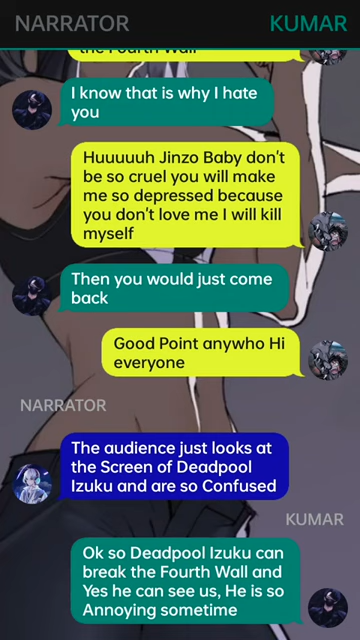 NARRATOR
KUMAR
the Fourth Wall
I know that is why I hate
you
Huuuuuh Jinzo Baby don't
be so cruel you will make
me so depressed because
you don't love me I will kill
myself
Then you would just come
back
Good Point anywho Hi
everyone
NARRATOR
The audience just looks at
the Screen of Deadpool
Izuku and are so Confused
KUMAR
Ok so Deadpool Izuku can
break the Fourth Wall and
Yes he can see us, He is so
Annoying sometime